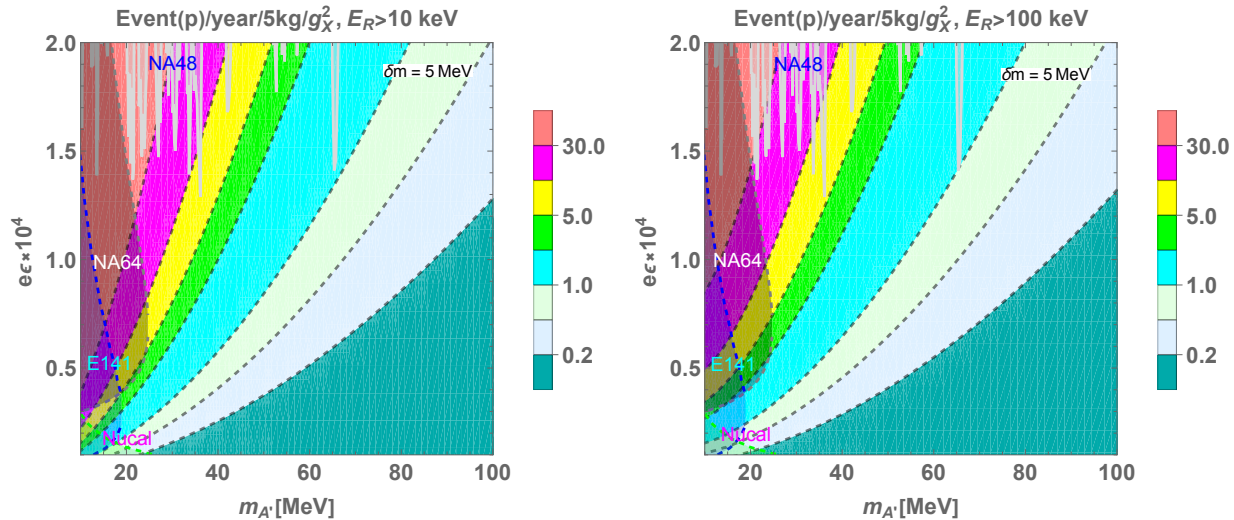 Event(p)/year/5kg/g_X^2, E_R>10 keV
2.0
1.5
1.0
0.5
eϵ×10^4
NA48
δm = 5 MeV
NA64
E141
Nucal
20 40 60 80 100
m_A' [MeV]
30.0
5.0
1.0
0.2
Event(p)/year/5kg/g_X^2, E_R>100 keV
2.0
1.5
1.0
0.5
eϵ×10^4
NA48
δm = 5 MeV
NA64
E141
Nucal
20 40 60 80 100
m_A' [MeV]
30.0
5.0
1.0
0.2